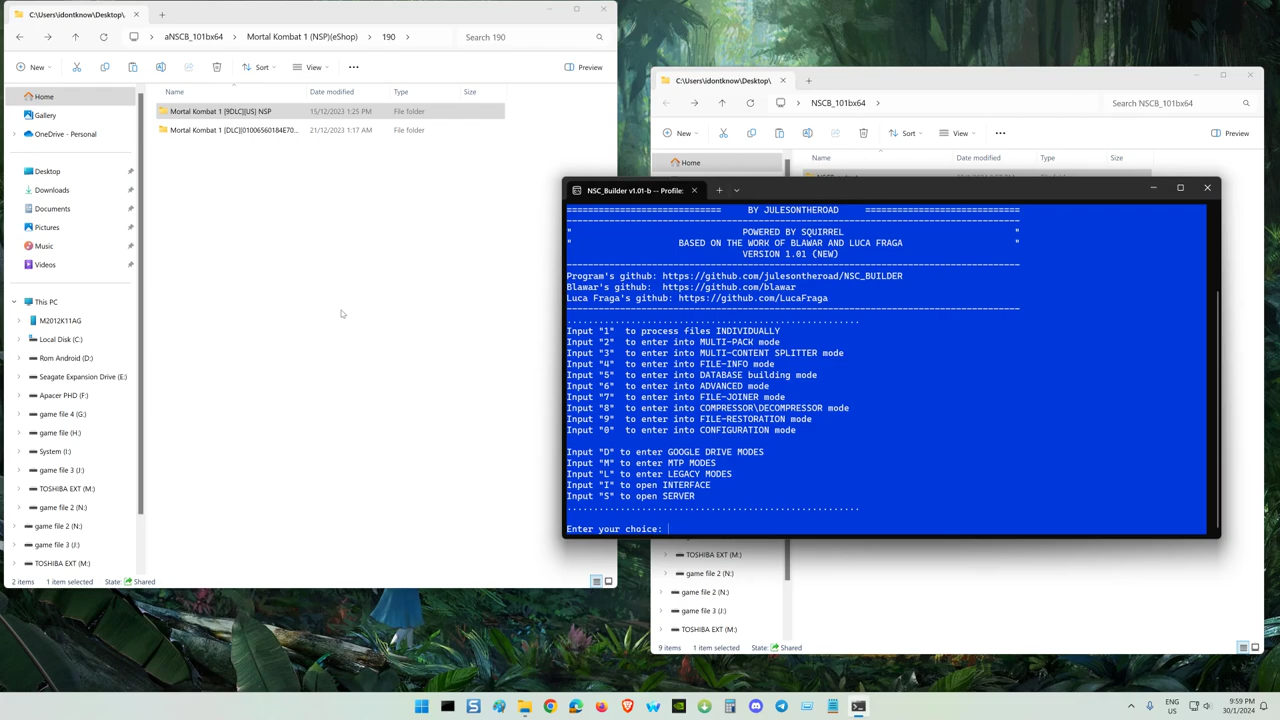 C:\Users\idontknow\Desktop\
aNSCB_101bx64 > Mortal Kombat 1 (NSP)(eShop) > 190 >
Search 190
New
Sort
View
Preview
Name
Date modified
Type
Size
Mortal Kombat 1 [9DLC][US] NSP
15/12/2023 1:25 PM
File folder
Mortal Kombat 1 [DLC][01006560184E70...
21/12/2023 1:17 AM
File folder
Home
Gallery
OneDrive - Personal
Desktop
Downloads
Documents
Pictures
Music
Videos
This PC
M2012K11AG
Local Disk (C:)
Rom Android (D:)
Seagate Expansion Drive (E:)
Apacer PHD (F:)
game file 4 (G:)
game file (H:)
System (I:)
game file 3 (J:)
TOSHIBA EXT (M:)
game file 2 (N:)
game file 2 (N:)
game file 3 (J:)
TOSHIBA EXT (M:)
2 items
1 item selected
State:
Shared
C:\Users\idontknow\Desktop\
NSCB_101bx64 >
Search NSCB_101bx64
New
Sort
View
Preview
Home
Name
Date modified
Type
Size
NSC_Builder v1.01-b -- Profile:
============================ BY JULESONTHEROAD ============================
" POWERED BY SQUIRREL "
" BASED ON THE WORK OF BLAWAR AND LUCA FRAGA "
VERSION 1.01 (NEW)
Program's github: https://github.com/julesontheroad/NSC_BUILDER
Blawar's github: https://github.com/blawar
Luca Fraga's github: https://github.com/LucaFraga
Input "1" to process files INDIVIDUALLY
Input "2" to enter into MULTI-PACK mode
Input "3" to enter into MULTI-CONTENT SPLITTER mode
Input "4" to enter into FILE-INFO mode
Input "5" to enter into DATABASE building mode
Input "6" to enter into ADVANCED mode
Input "7" to enter into FILE-JOINER mode
Input "8" to enter into COMPRESSOR\DECOMPRESSOR mode
Input "9" to enter into FILE-RESTORATION mode
Input "0" to enter into CONFIGURATION mode
Input "D" to enter GOOGLE DRIVE MODES
Input "M" to enter MTP MODES
Input "L" to enter LEGACY MODES
Input "I" to open INTERFACE
Input "S" to open SERVER
Enter your choice:
TOSHIBA EXT (M:)
game file 2 (N:)
game file 2 (N:)
game file 3 (J:)
TOSHIBA EXT (M:)
9 items
1 item selected
State:
Shared
ENG
US
9:59 PM
30/1/2024